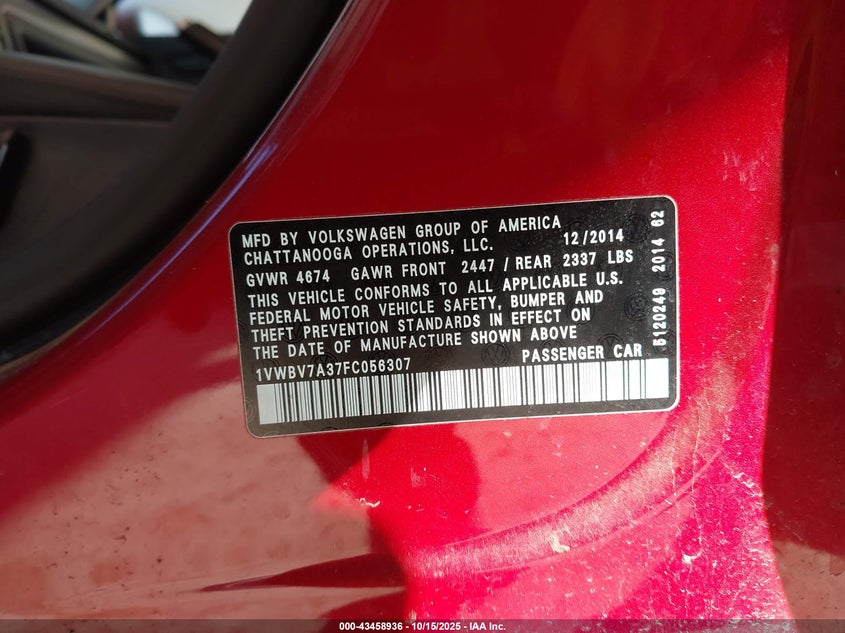 MFD BY VOLKSWAGEN GROUP OF AMERICA
CHATTANOOGA OPERATIONS, LLC. 12/2014
GVWR 4674 GAWR FRONT 2447 / REAR 2337 LBS
THIS VEHICLE CONFORMS TO ALL APPLICABLE U.S.
FEDERAL MOTOR VEHICLE SAFETY, BUMPER AND
THEFT PREVENTION STANDARDS IN EFFECT ON
THE DATE OF MANUFACTURE SHOWN ABOVE
1VWBV7A37FC056307 PASSENGER CAR
5120249 2014 62
000-43458936 - 10/15/2025 - IAA Inc.